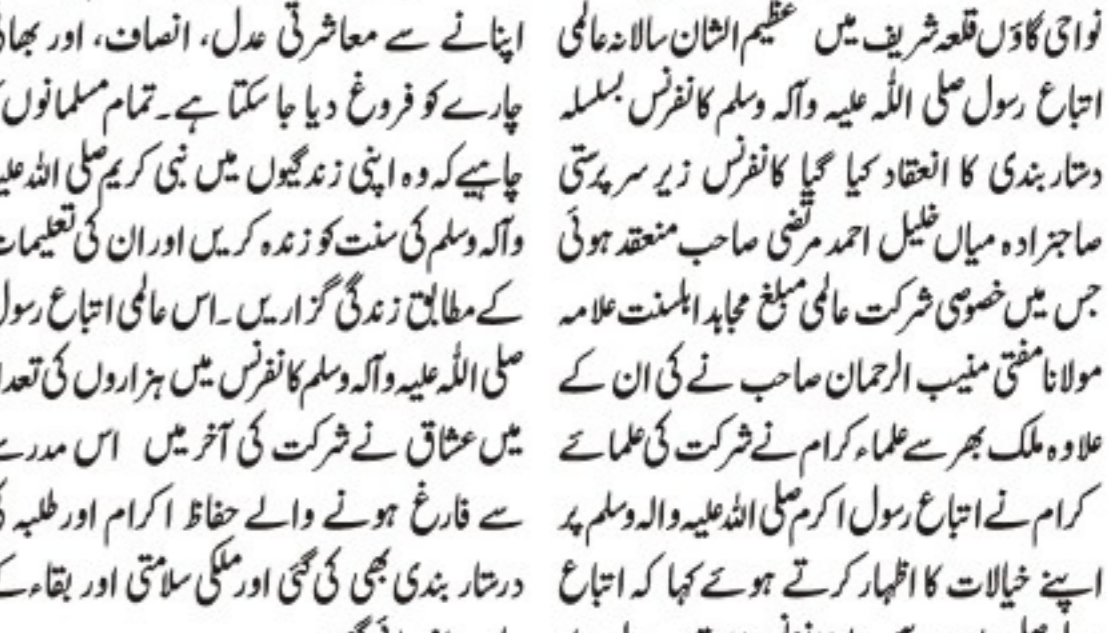 نواحی گاؤں قلعہ شریف میں عظیم الشان سالانہ عالمی
اتباع رسول صلی اللہ علیہ وآلہ وسلم کانفرنس بسلسلہ
دستار بندی کا انعقاد کیا گیا کانفرنس زیر سرپرستی
صاحبزادہ میاں خلیل احمد مرتضی صاحب منعقد ہوئی
جس میں خصوصی شرکت عالمی مبلغ مجاہد اہلسنت علامہ
مولانا مفتی منیب الرحمان صاحب نے کی ان کے
علاوہ ملک بھر سے علماء کرام نے شرکت کی علمائے
کرام نے اتباع رسول اکرم صلی اللہ علیہ والہ وسلم پر
اپنے خیالات کا اظہار کرتے ہوئے کہا کہ اتباع
اپنانے سے معاشرتی عدل، انصاف، اور بھائی
چارے کو فروغ دیا جا سکتا ہے۔ تمام مسلمانوں
چاہیے کہ وہ اپنی زندگیوں میں نبی کریم صلی اللہ علیہ
وآلہ وسلم کی سنت کو زندہ کریں اور ان کی تعلیمات
کے مطابق زندگی گزاریں۔ اس عالمی اتباع رسول
صلی اللہ علیہ وآلہ وسلم کانفرنس میں ہزاروں کی تعدا
میں عشاق نے شرکت کی آخر میں اس مدرسے
سے فارغ ہونے والے حفاظ اکرام اور طلبہ
درستار بندی بھی کی گئی اور ملکی سلامتی اور بقاء کے